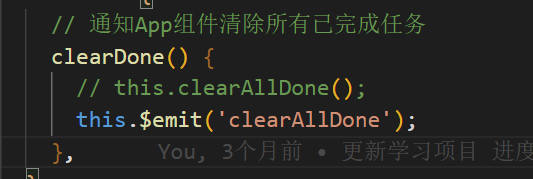 {
// 通知App组件清除所有已完成任务
clearDone() {
// this.clearAllDone();
this.$emit('clearAllDone');
}, You, 3个月前 • 更新学习项目 进度
}